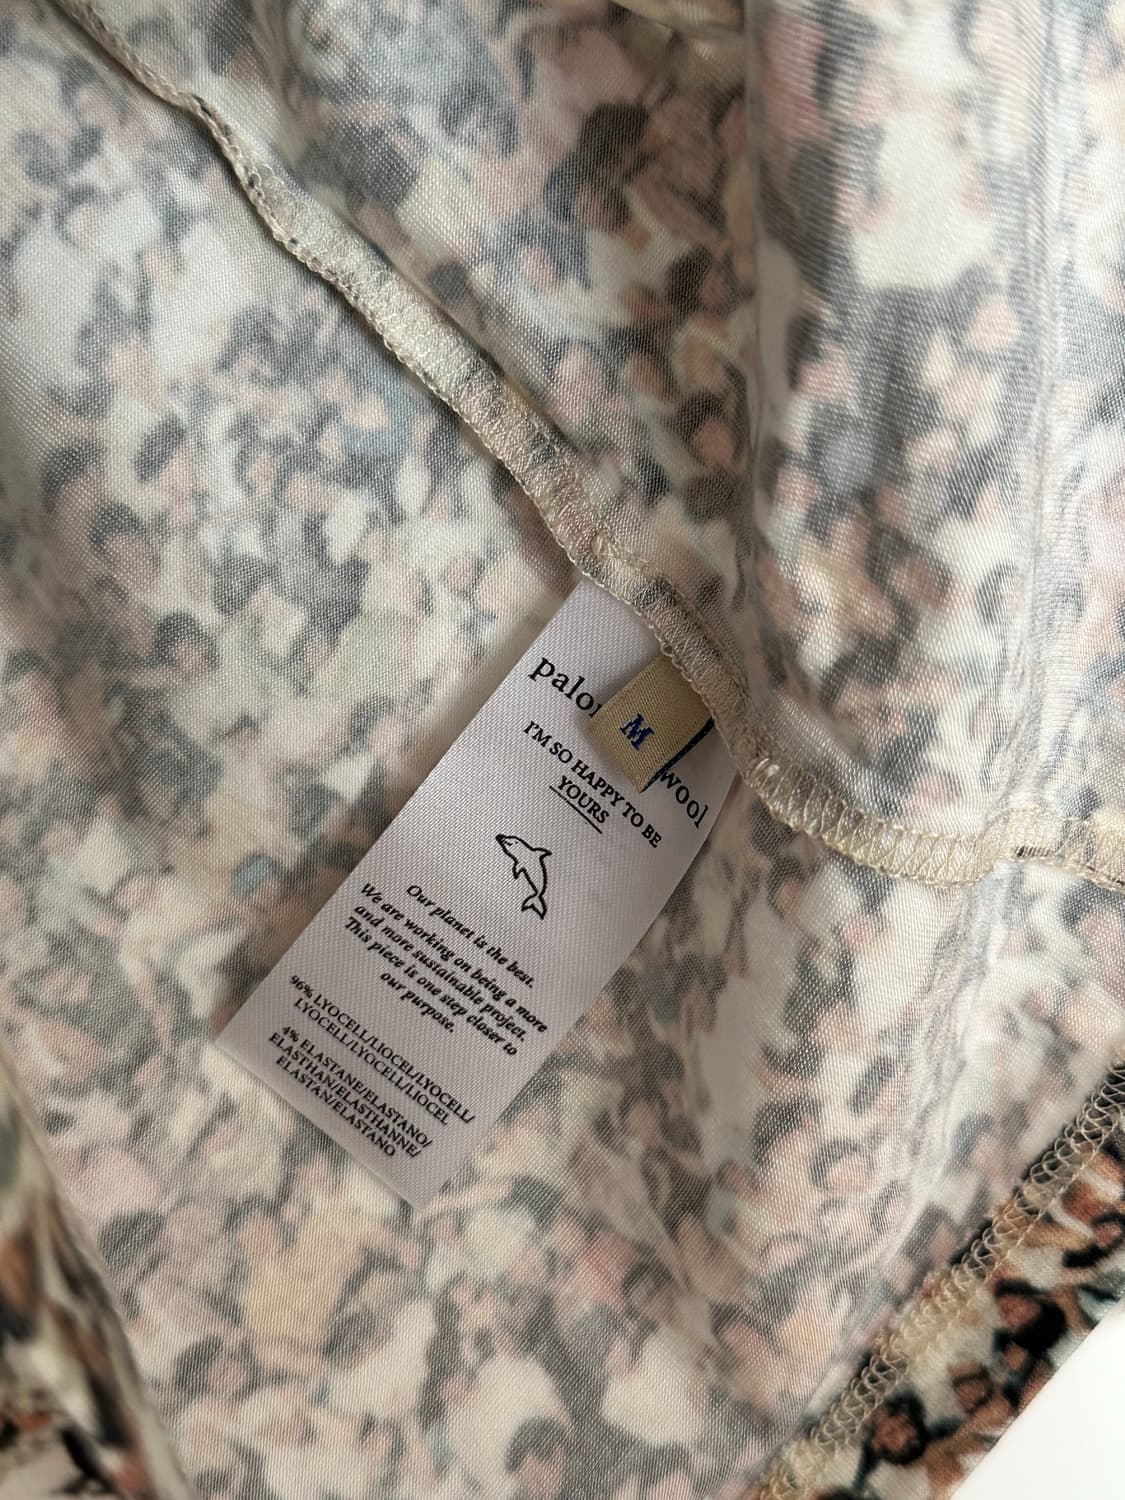 palo
wool
M
I'M SO HAPPY TO BE
YOURS
Our planet is the best.
We are working on being a more
and more sustainable project.
This piece is one step closer to
our purpose.
96% LYOCELL/LIOCEL/LYOCELL/
LYOCELL/LYOCELL/LIOCEL
4% ELASTANE/ELASTANO/
ELASTHAN/ELASTHANNE/
ELASTAN/ELASTANO